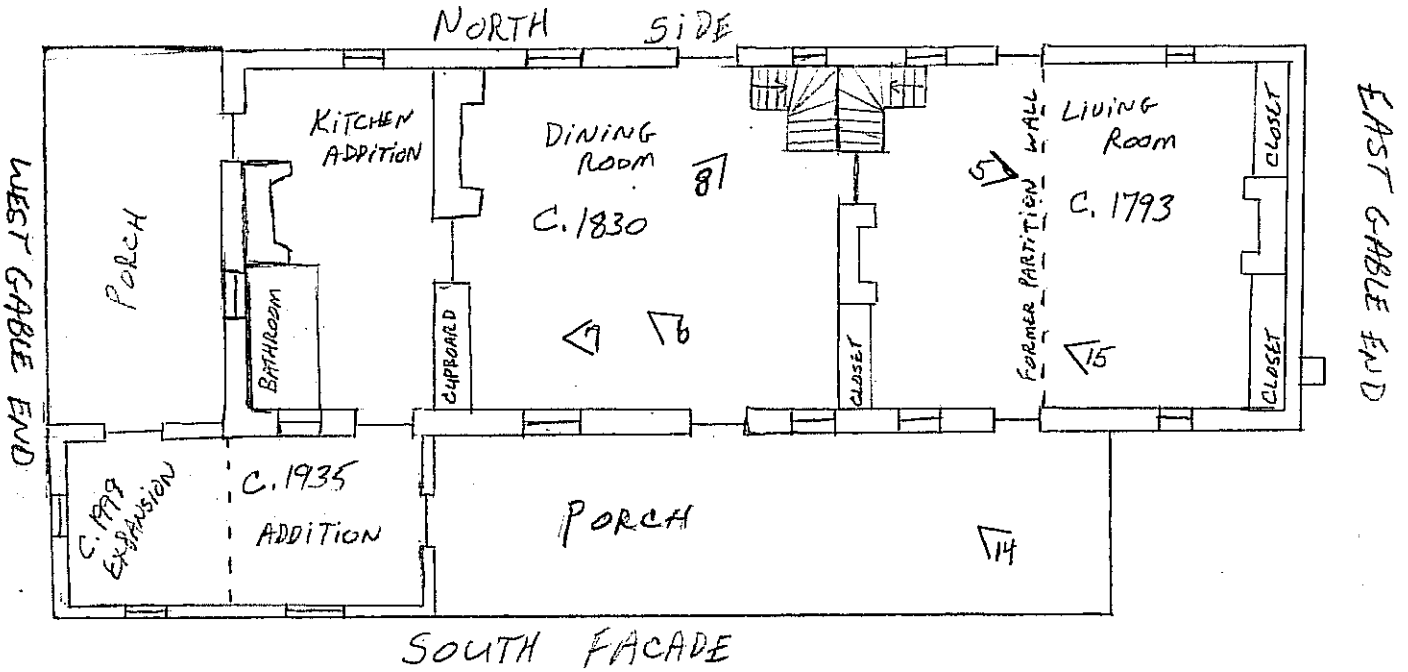 NORTH SIDE
WEST GABLE END
EAST GABLE END
PORCH
KITCHEN
ADDITION
BATHROOM
CUPBOARD
DINING
ROOM
C. 1830
8
7
6
CLOSET
5
FORMER PARTITION WALL
LIVING
ROOM
C. 1793
15
CLOSET
CLOSET
C. 1999
EXPANSION
C. 1935
ADDITION
PORCH
14
SOUTH FACADE